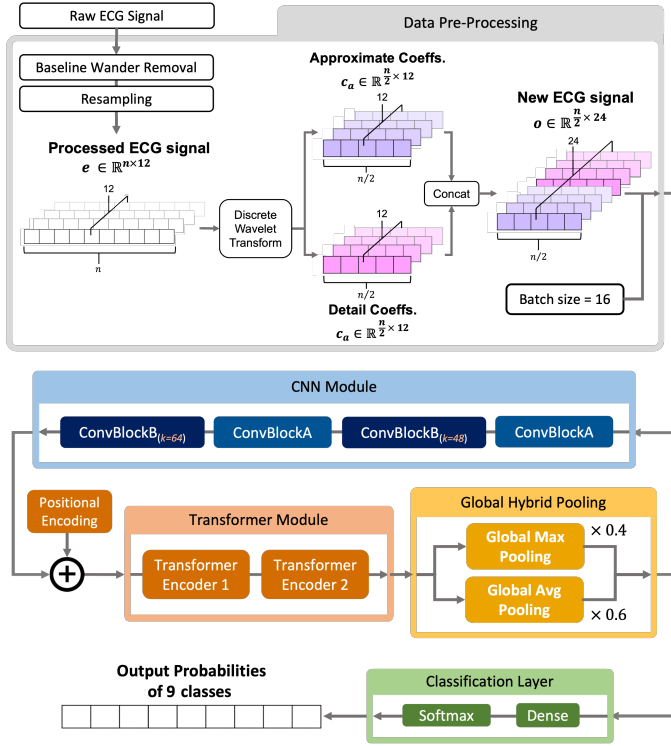 Raw ECG Signal
Data Pre-Processing
Baseline Wander Removal
Resampling
Processed ECG signal
e ∈ ℝ^{n×12}
12
n
Discrete
Wavelet
Transform
Approximate Coeffs.
c_a ∈ ℝ^{\frac{n}{2}×12}
12
n/2
12
n/2
Detail Coeffs.
c_a ∈ ℝ^{\frac{n}{2}×12}
Concat
New ECG signal
o ∈ ℝ^{\frac{n}{2}×24}
24
n/2
Batch size = 16
CNN Module
ConvBlockB(k=64)
ConvBlockA
ConvBlockB(k=48)
ConvBlockA
Positional
Encoding
+
Transformer Module
Transformer
Encoder 1
Transformer
Encoder 2
Global Hybrid Pooling
Global Max
Pooling
× 0.4
Global Avg
Pooling
× 0.6
Output Probabilities
of 9 classes
Classification Layer
Softmax
Dense